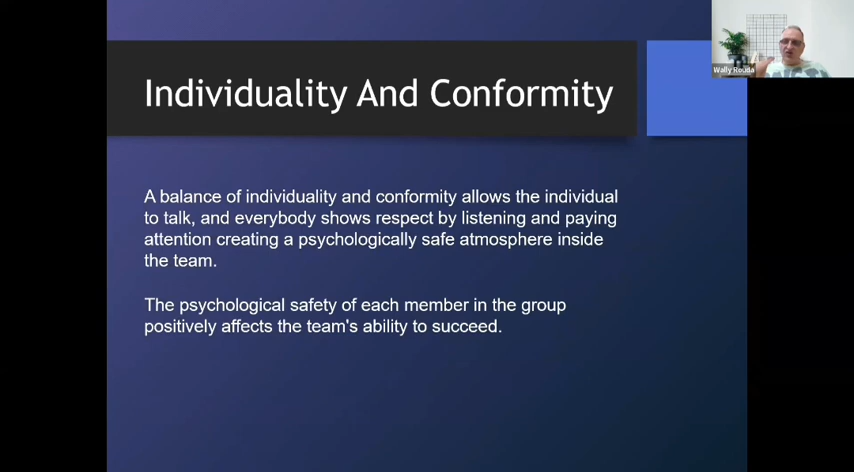 Individuality And Conformity
Wally Rouda
A balance of individuality and conformity allows the individual
to talk, and everybody shows respect by listening and paying
attention creating a psychologically safe atmosphere inside
the team.
The psychological safety of each member in the group
positively affects the team's ability to succeed.